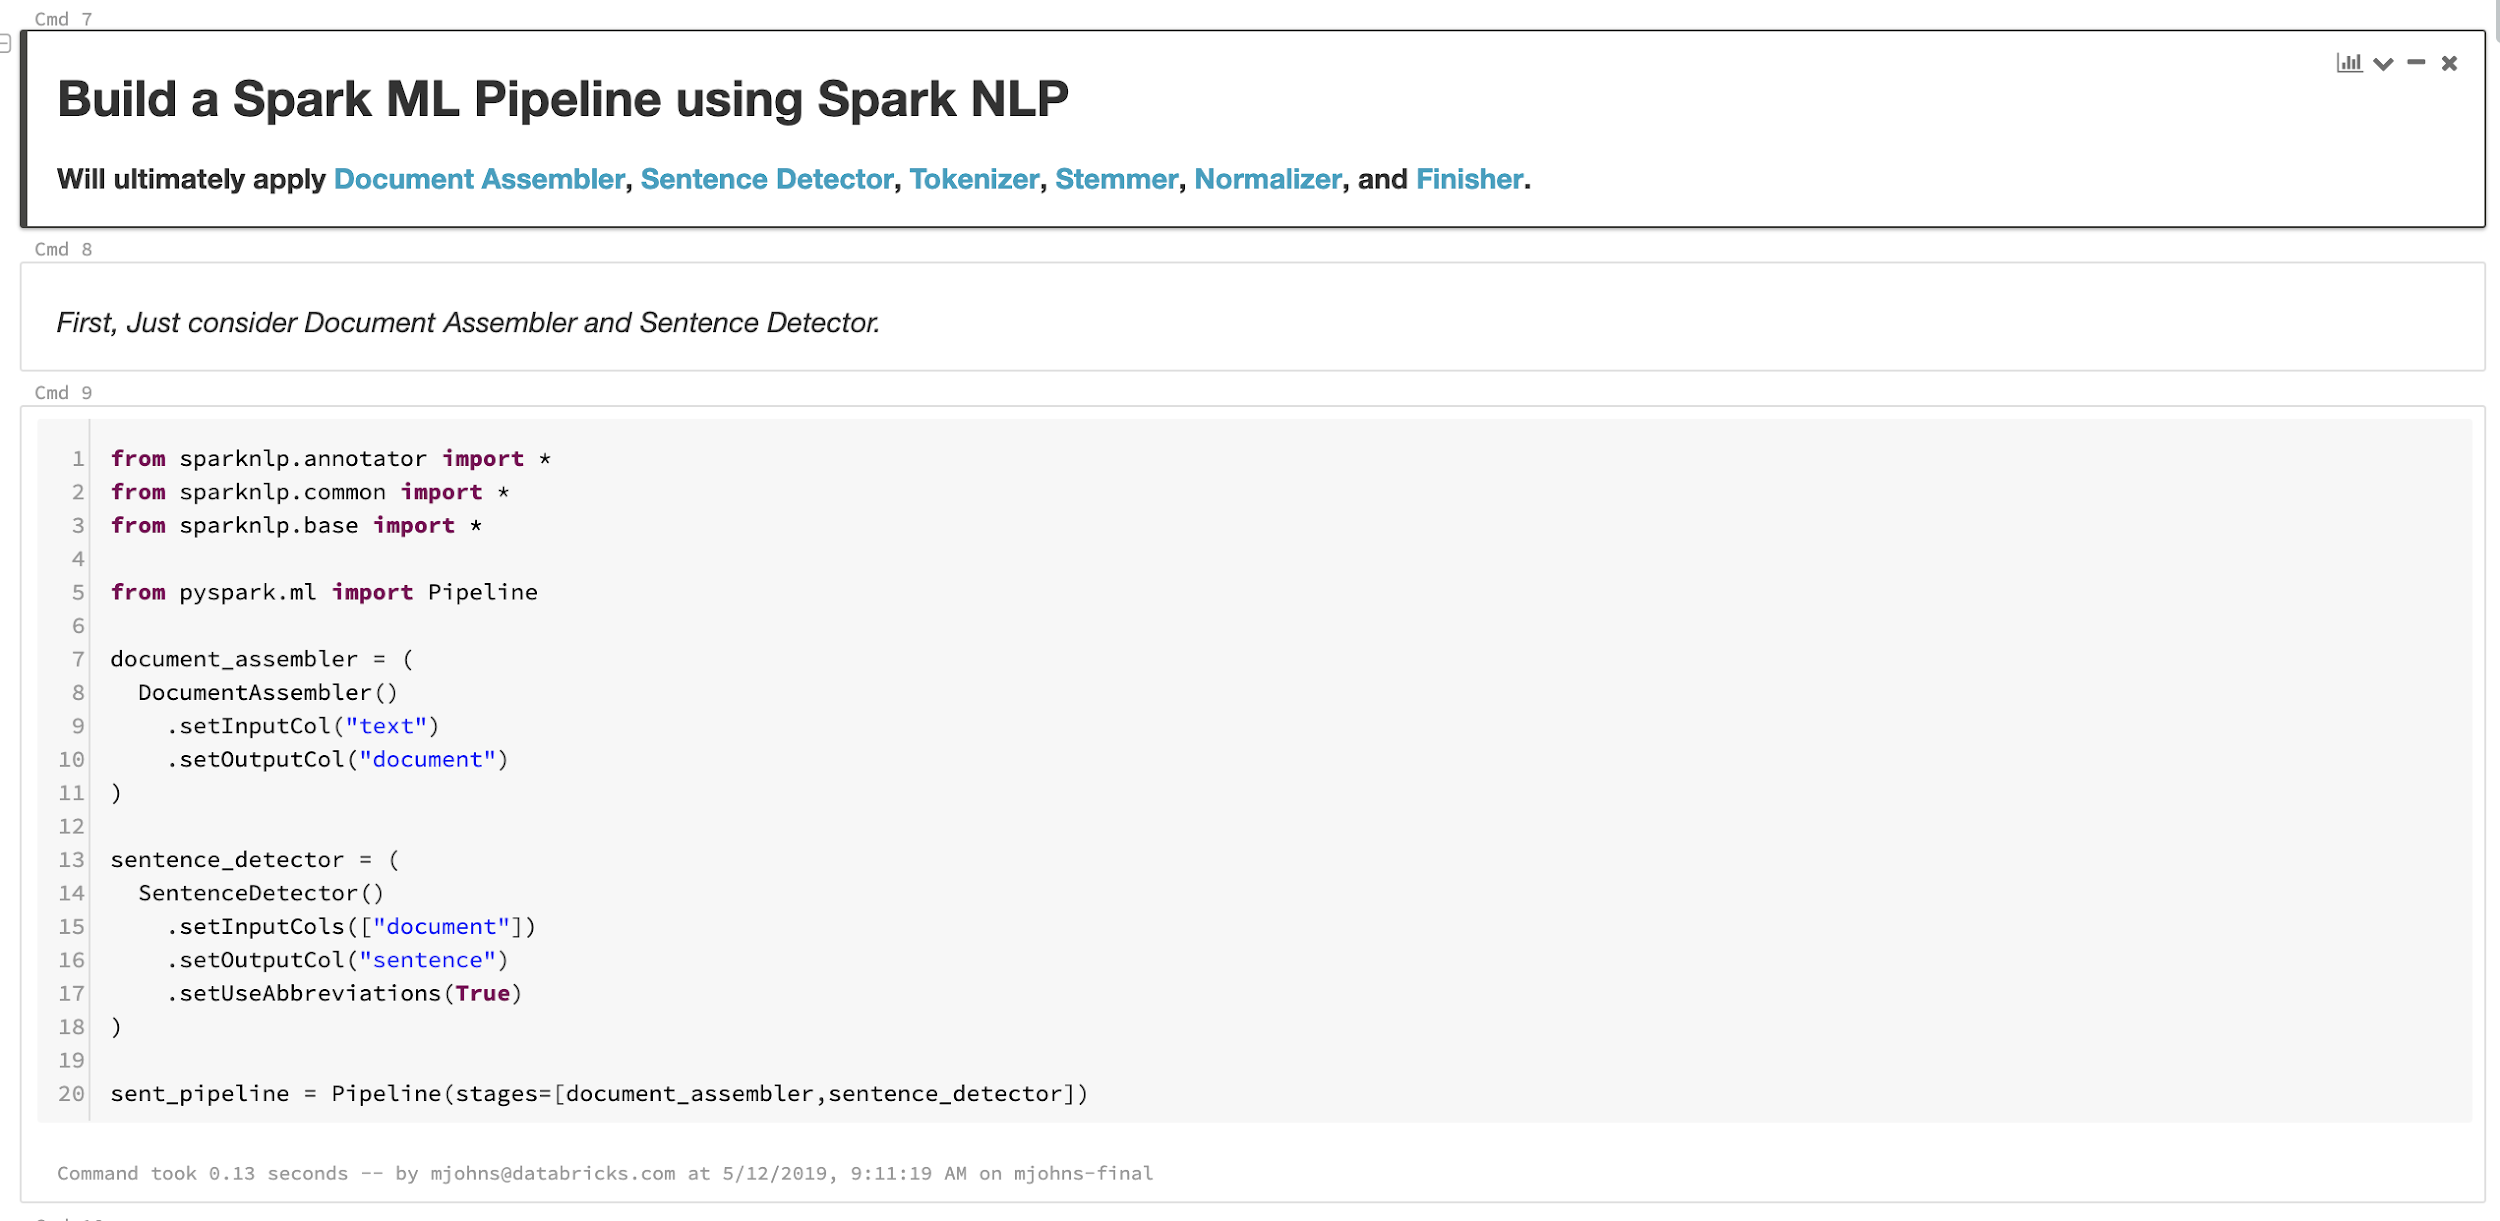 Cmd 7
Build a Spark ML Pipeline using Spark NLP
Will ultimately apply Document Assembler, Sentence Detector, Tokenizer, Stemmer, Normalizer, and Finisher.
Cmd 8
First, Just consider Document Assembler and Sentence Detector.
Cmd 9
1 from sparknlp.annotator import *
2 from sparknlp.common import *
3 from sparknlp.base import *
4
5 from pyspark.ml import Pipeline
6
7 document_assembler = (
8   DocumentAssembler()
9     .setInputCol("text")
10     .setOutputCol("document")
11 )
12
13 sentence_detector = (
14   SentenceDetector()
15     .setInputCols(["document"])
16     .setOutputCol("sentence")
17     .setUseAbbreviations(True)
18 )
19
20 sent_pipeline = Pipeline(stages=[document_assembler,sentence_detector])
Command took 0.13 seconds -- by mjohns@databricks.com at 5/12/2019, 9:11:19 AM on mjohns-final